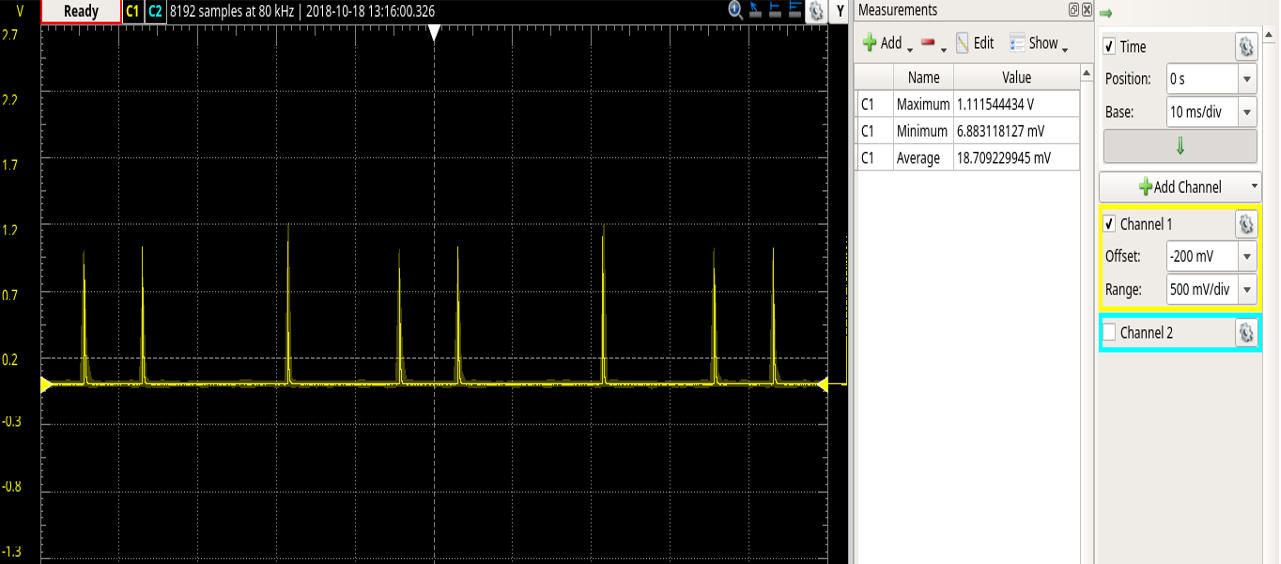 V Ready C1 C2 8192 samples at 80 kHz | 2018-10-18 13:16:00.326 Y
2.7
2.2
1.7
1.2
0.7
0.2
-0.3
-0.8
-1.3
Measurements
Add Edit Show
Name Value
C1 Maximum 1.111544434 V
C1 Minimum 6.883118127 mV
C1 Average 18.709229945 mV
Time
Position: 0 s
Base: 10 ms/div
Add Channel
Channel 1
Offset: -200 mV
Range: 500 mV/div
Channel 2